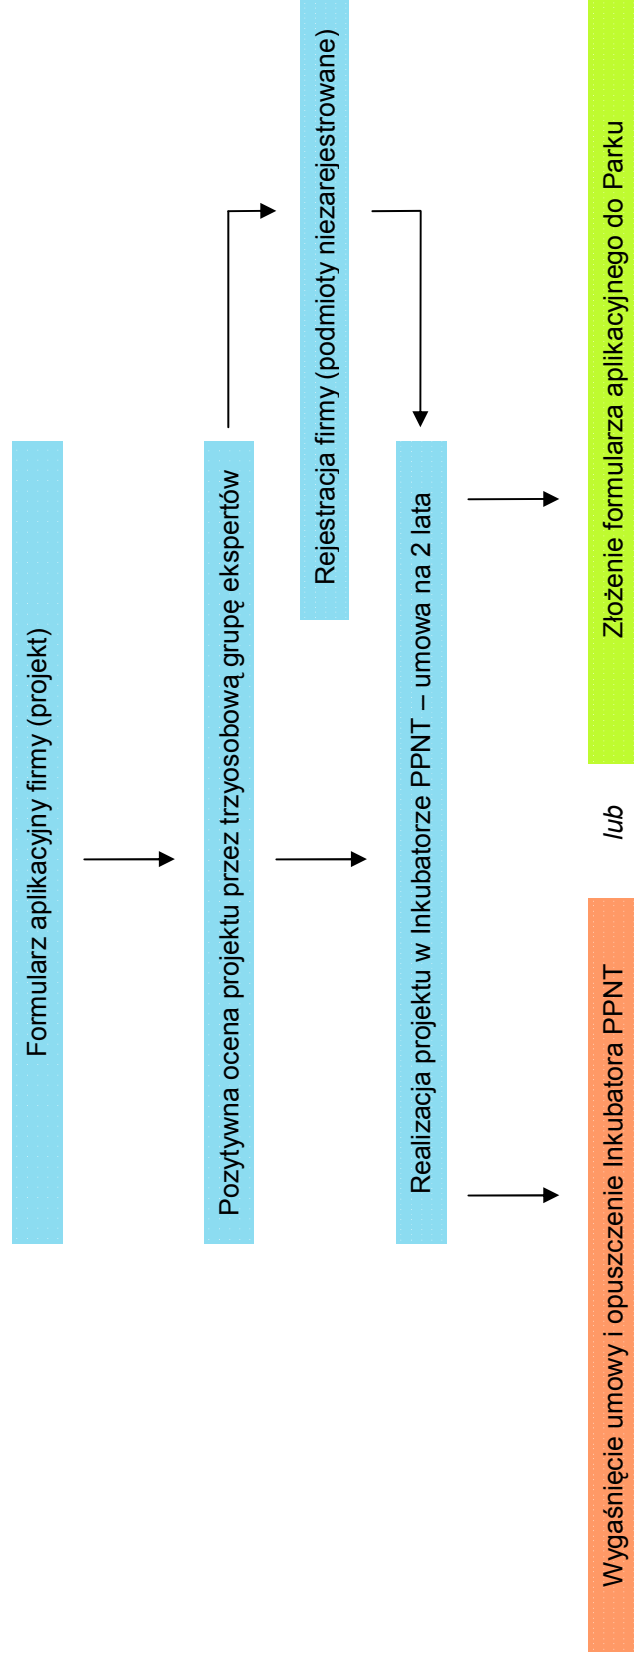 Formularz aplikacyjny firmy (projekt)
Pozytywna ocena projektu przez trzyosobową grupę ekspertów
Rejestracja firmy (podmioty niezarejestrowane)
Realizacja projektu w Inkubatorze PPNT – umowa na 2 lata
Wygaśnięcie umowy i opuszczenie Inkubatora PPNT
lub
Złożenie formularza aplikacyjnego do Parku